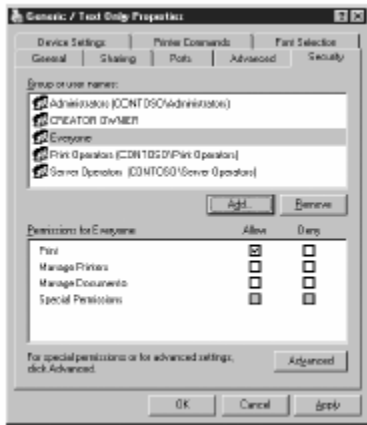 Generic / Text Only Properties
Device Settings Printer Commands Font Selection
General Sharing Ports Advanced Security
Group or user names:
Administrators (CONTOSO\Administrators)
CREATOR OWNER
Everyone
Print Operators (CONTOSO\Print Operators)
Server Operators (CONTOSO\Server Operators)
Add... Remove
Permissions for Everyone Allow Deny
Print
Manage Printers
Manage Documents
Special Permissions
For special permissions or for advanced settings,
click Advanced.
Advanced
OK Cancel Apply